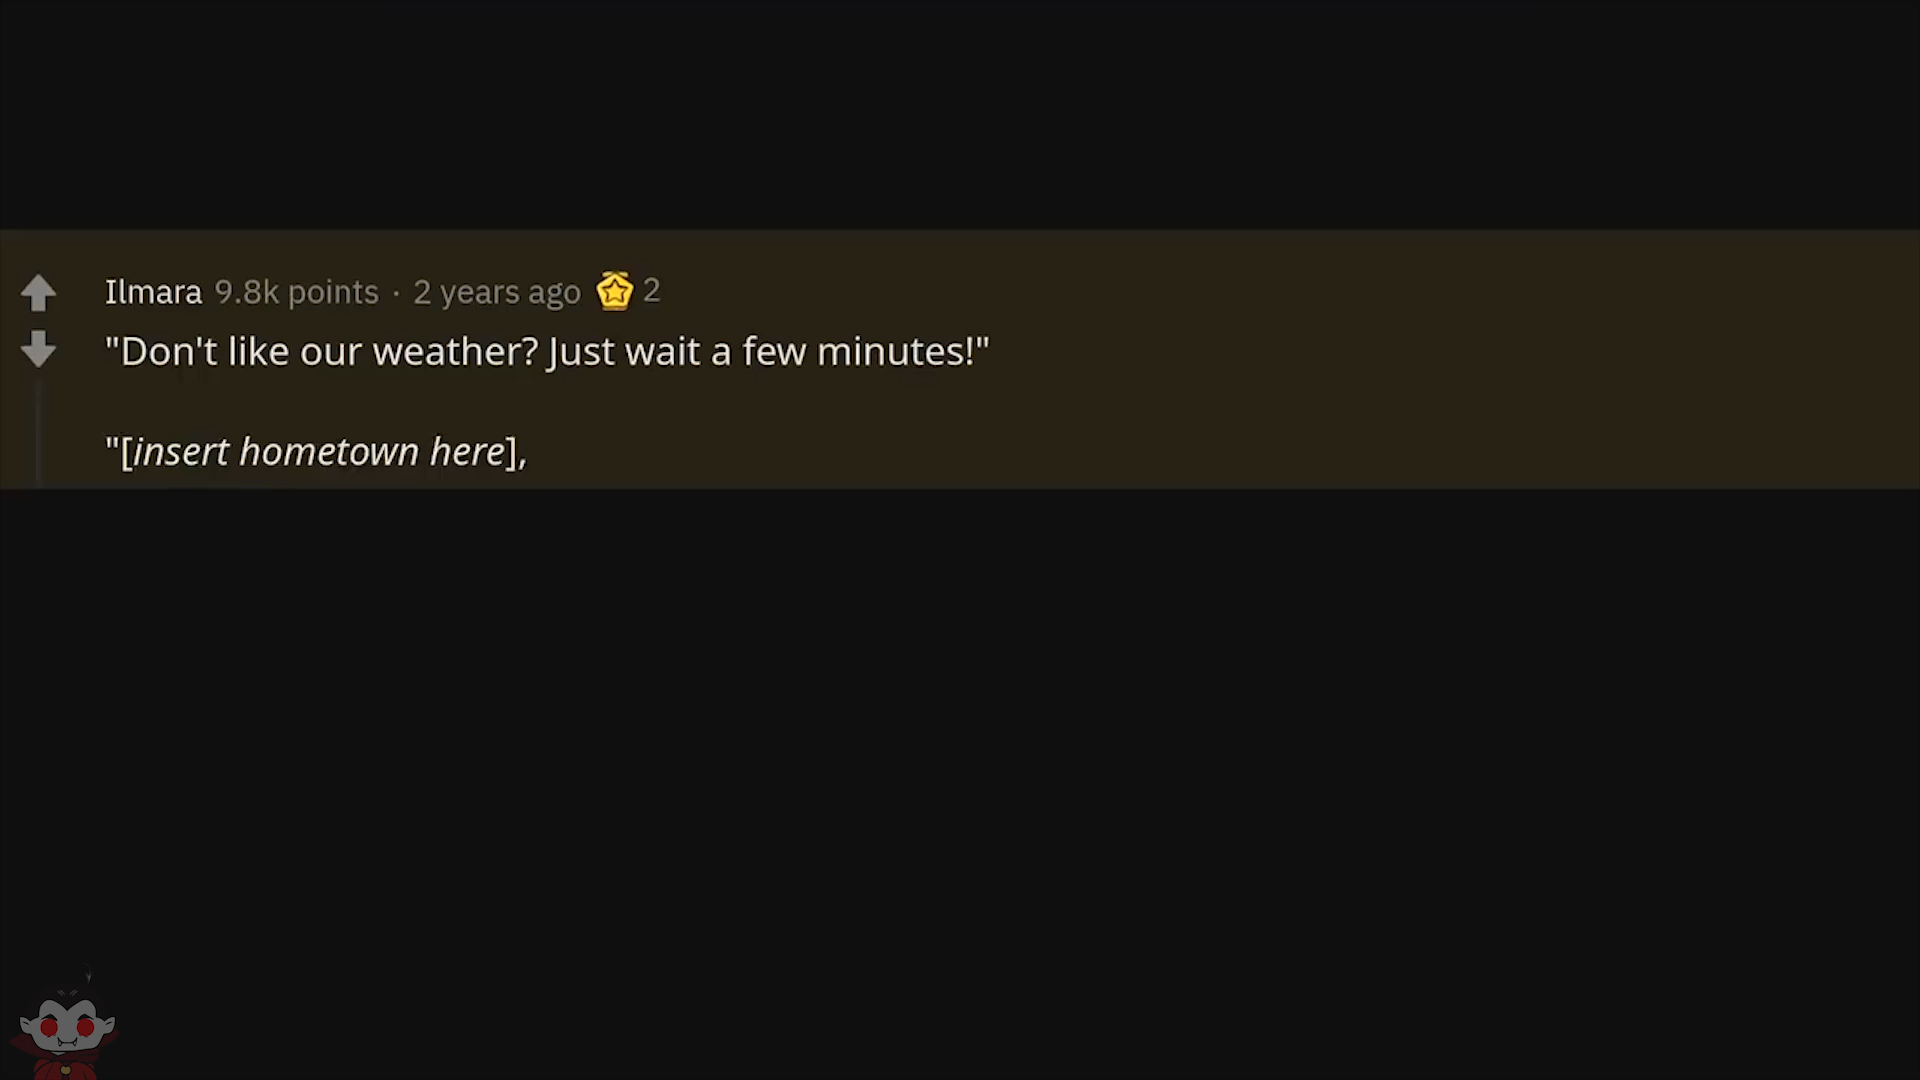 Ilmara 9.8k points · 2 years ago 2
"Don't like our weather? Just wait a few minutes!"
"[insert hometown here],